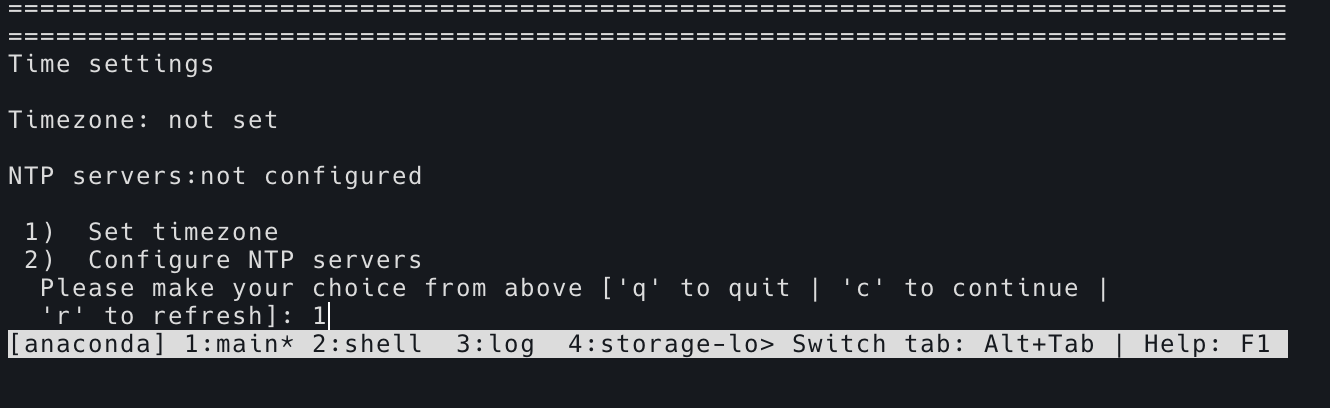 ================================================================================
================================================================================
Time settings
Timezone: not set
NTP servers:not configured
1)  Set timezone
2)  Configure NTP servers
Please make your choice from above ['q' to quit | 'c' to continue |
'r' to refresh]: 1
[anaconda] 1:main* 2:shell  3:log  4:storage-lo> Switch tab: Alt+Tab | Help: F1